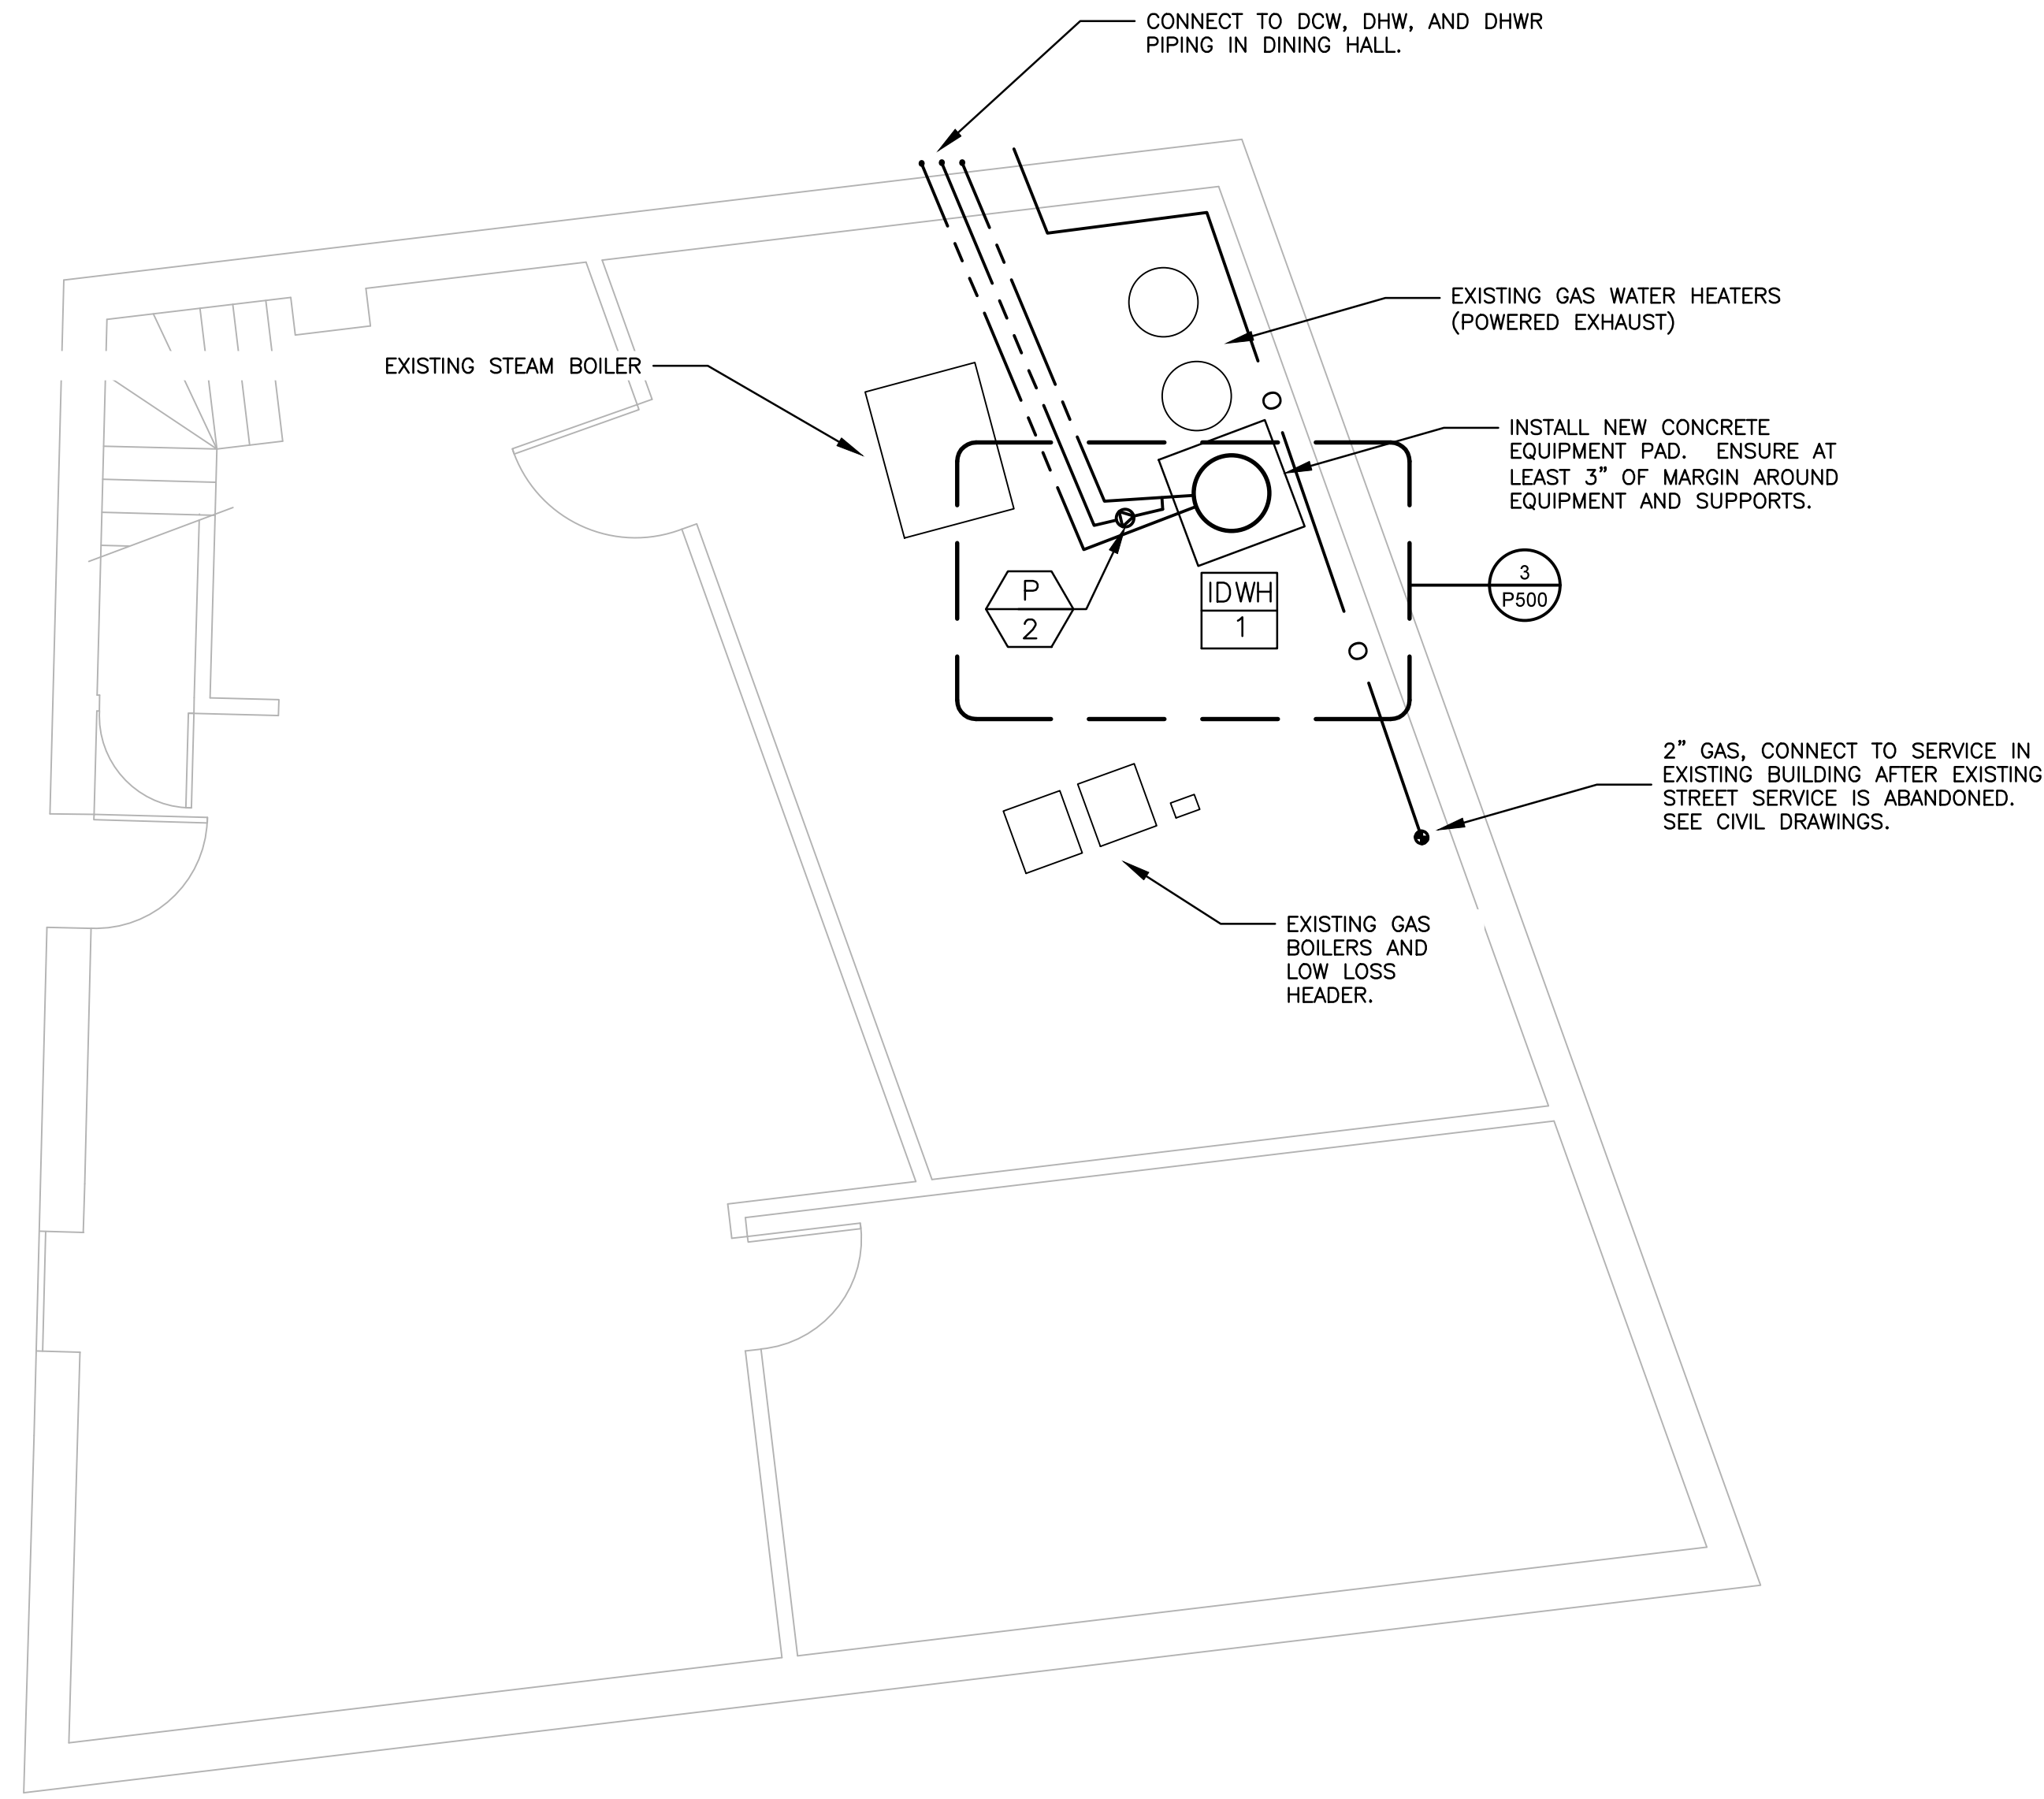 CONNECT TO DCW, DHW, AND DHWR
PIPING IN DINING HALL.
EXISTING GAS WATER HEATERS
(POWERED EXHAUST)
EXISTING STEAM BOILER
INSTALL NEW CONCRETE
EQUIPMENT PAD. ENSURE AT
LEAST 3" OF MARGIN AROUND
EQUIPMENT AND SUPPORTS.
3
P500
P
2
IDWH
1
2" GAS, CONNECT TO SERVICE IN
EXISTING BUILDING AFTER EXISTING
STREET SERVICE IS ABANDONED.
SEE CIVIL DRAWINGS.
EXISTING GAS
BOILERS AND
LOW LOSS
HEADER.